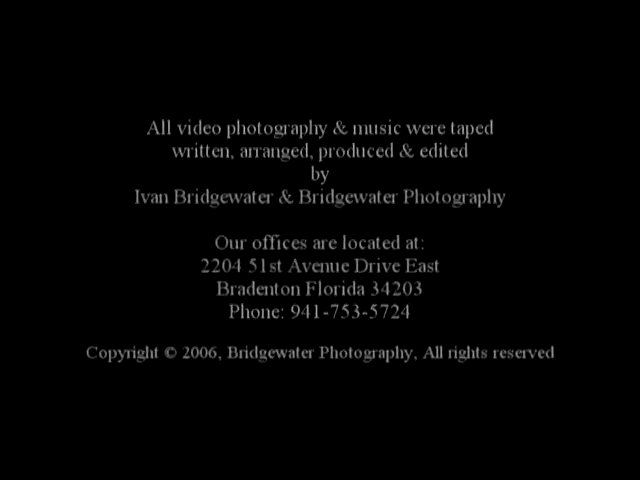 All video photography & music were taped
written, arranged, produced & edited
by
Ivan Bridgewater & Bridgewater Photography
Our offices are located at:
2204 51st Avenue Drive East
Bradenton Florida 34203
Phone: 941-753-5724
Copyright © 2006, Bridgewater Photography, All rights reserved